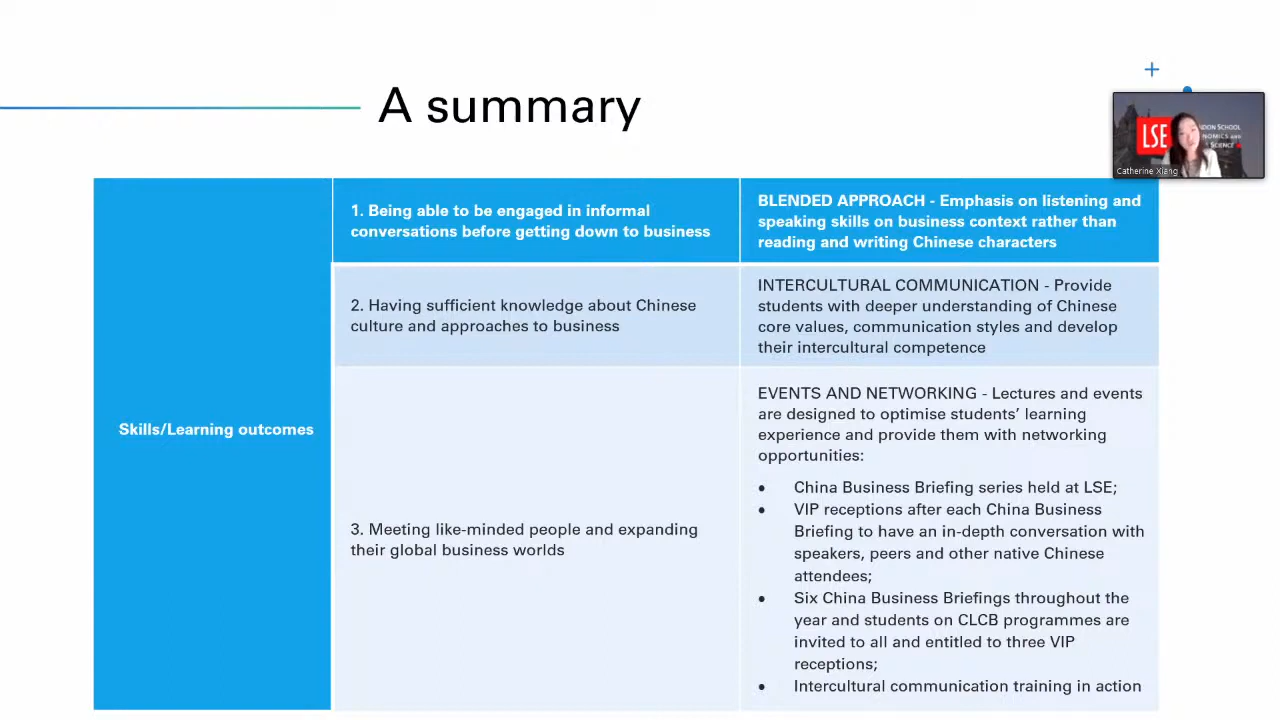 A summary
LSE
DON SCHOOL
NOMICS AND
SCIENCE
Catherine Xiang
Skills/Learning outcomes
1. Being able to be engaged in informal
conversations before getting down to business
BLENDED APPROACH - Emphasis on listening and
speaking skills on business context rather than
reading and writing Chinese characters
2. Having sufficient knowledge about Chinese
culture and approaches to business
INTERCULTURAL COMMUNICATION - Provide
students with deeper understanding of Chinese
core values, communication styles and develop
their intercultural competence
3. Meeting like-minded people and expanding
their global business worlds
EVENTS AND NETWORKING - Lectures and events
are designed to optimise students’ learning
experience and provide them with networking
opportunities:
• China Business Briefing series held at LSE;
• VIP receptions after each China Business
Briefing to have an in-depth conversation with
speakers, peers and other native Chinese
attendees;
• Six China Business Briefings throughout the
year and students on CLCB programmes are
invited to all and entitled to three VIP
receptions;
• Intercultural communication training in action